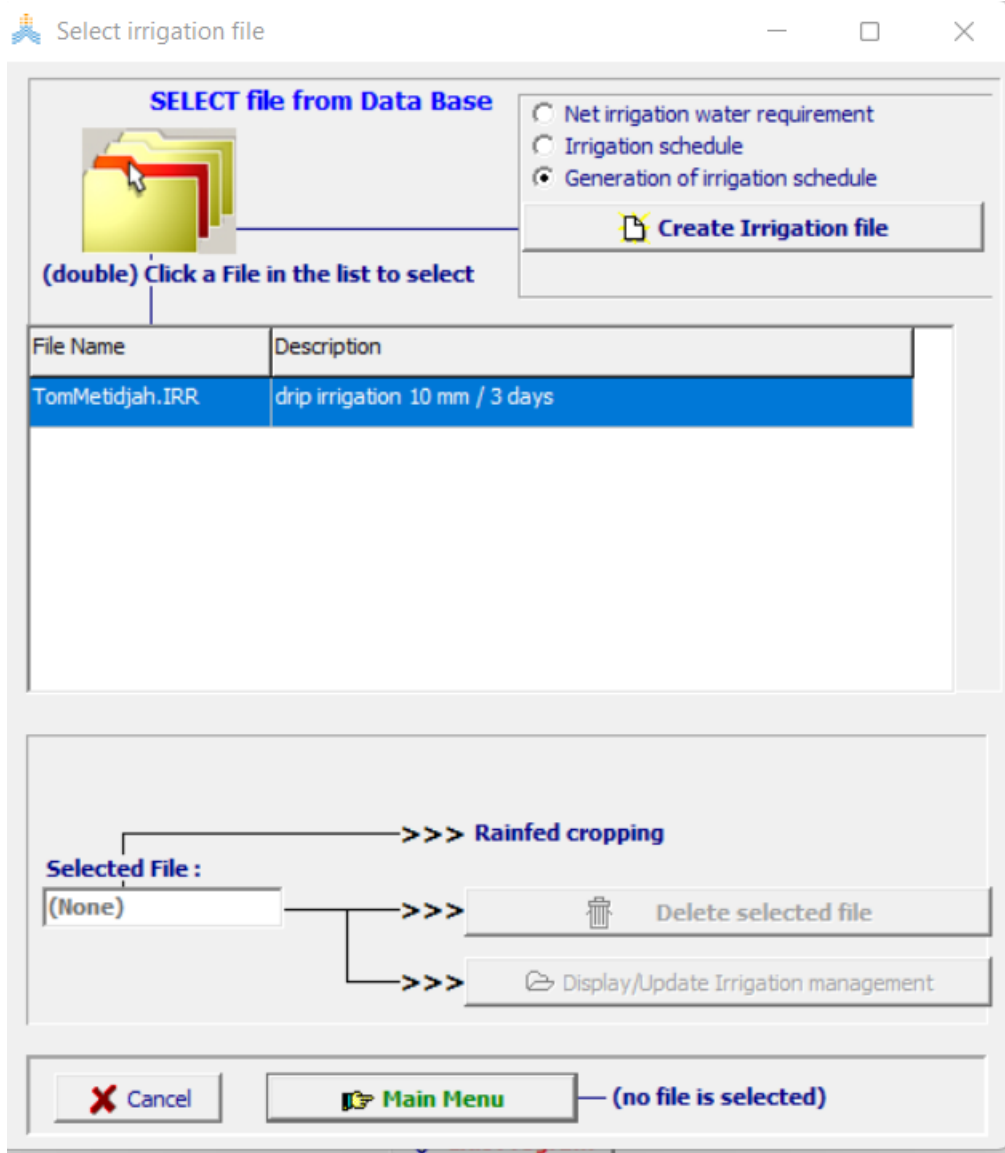 Select irrigation file
SELECT file from Data Base
Net irrigation water requirement
Irrigation schedule
Generation of irrigation schedule
Create Irrigation file
(double) Click a File in the list to select
File Name Description
TomMetidjah.IRR drip irrigation 10 mm / 3 days
>>> Rainfed cropping
Selected File :
(None)
>>> Delete selected file
>>> Display/Update Irrigation management
Cancel Main Menu (no file is selected)